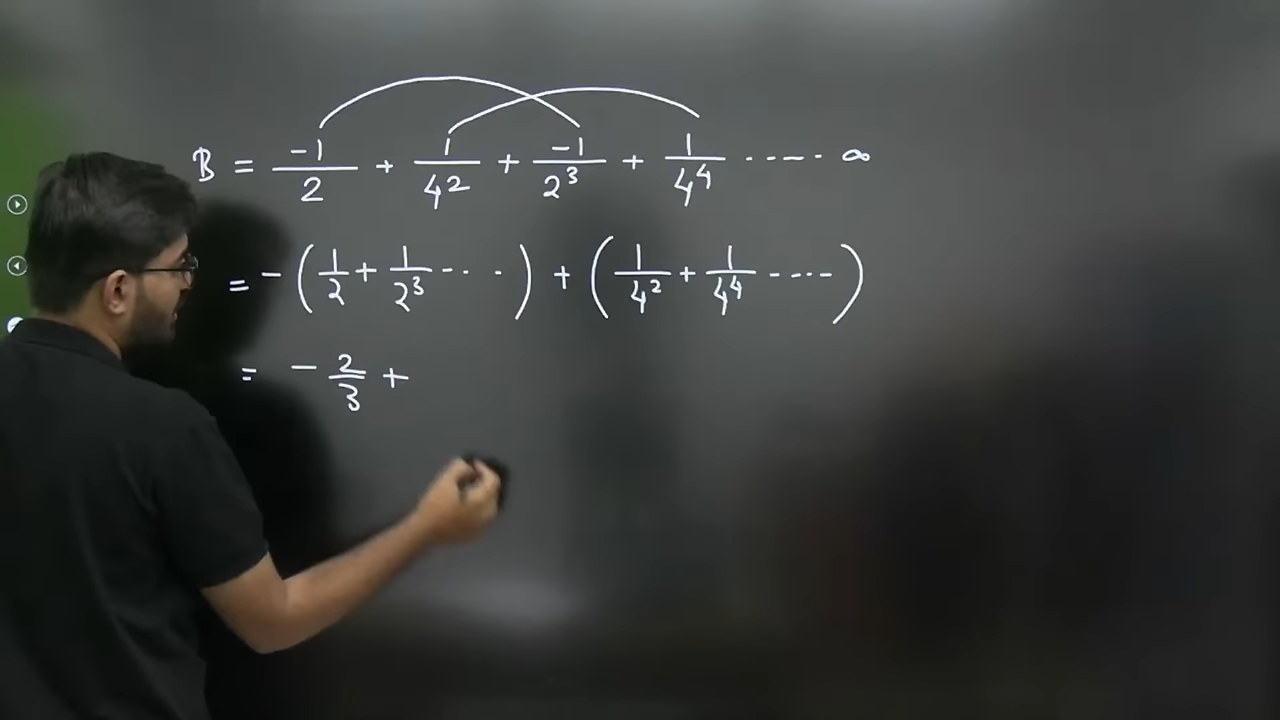 B = -1/2 + 1/4² + -1/2³ + 1/4⁴ ------ ∞
= - (1/2 + 1/2³ --- - -) + (1/4² + 1/4⁴ ----)
= - 2/3 +